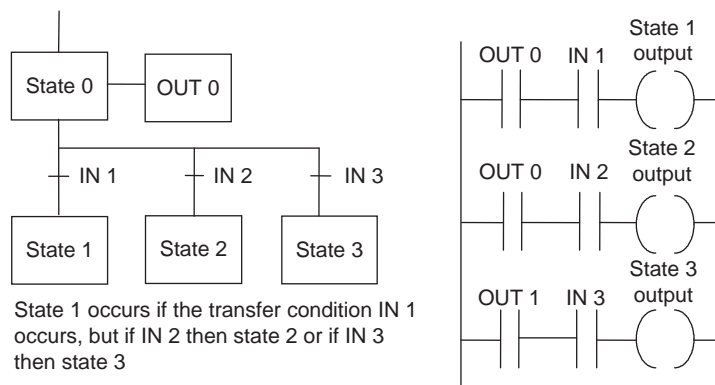 State 0
OUT 0
IN 1
IN 2
IN 3
State 1
State 2
State 3
State 1 occurs if the transfer condition IN 1
occurs, but if IN 2 then state 2 or if IN 3
then state 3
State 1
output
OUT 0
IN 1
State 2
output
OUT 0
IN 2
State 3
output
OUT 1
IN 3